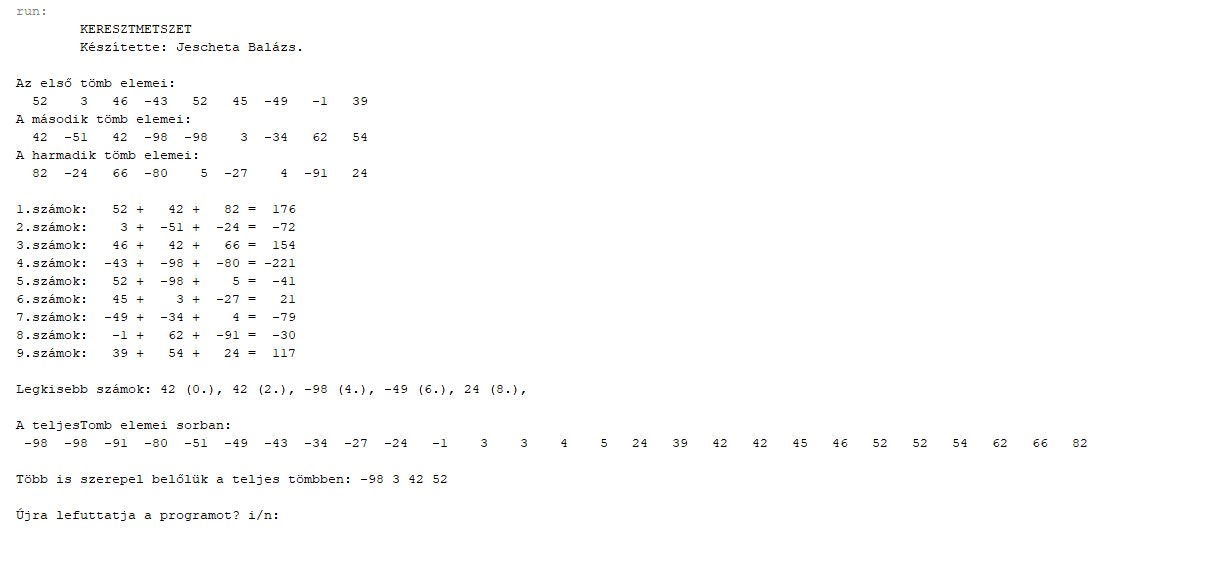 run:
KERESZTMETSZET
Készítette: Jescheta Balázs.
Az első tömb elemei:
52 3 46 -43 52 45 -49 -1 39
A második tömb elemei:
42 -51 42 -98 -98 3 -34 62 54
A harmadik tömb elemei:
82 -24 66 -80 5 -27 4 -91 24
1.számok: 52 + 42 + 82 = 176
2.számok: 3 + -51 + -24 = -72
3.számok: 46 + 42 + 66 = 154
4.számok: -43 + -98 + -80 = -221
5.számok: 52 + -98 + 5 = -41
6.számok: 45 + 3 + -27 = 21
7.számok: -49 + -34 + 4 = -79
8.számok: -1 + 62 + -91 = -30
9.számok: 39 + 54 + 24 = 117
Legkisebb számok: 42 (0.), 42 (2.), -98 (4.), -49 (6.), 24 (8.),
A teljesTomb elemei sorban:
-98 -98 -91 -80 -51 -49 -43 -34 -27 -24 -1 3 3 4 5 24 39 42 42 45 46 52 52 54 62 66 82
Több is szerepel belőlük a teljes tömbben: -98 3 42 52
Újra lefuttatja a programot? i/n: